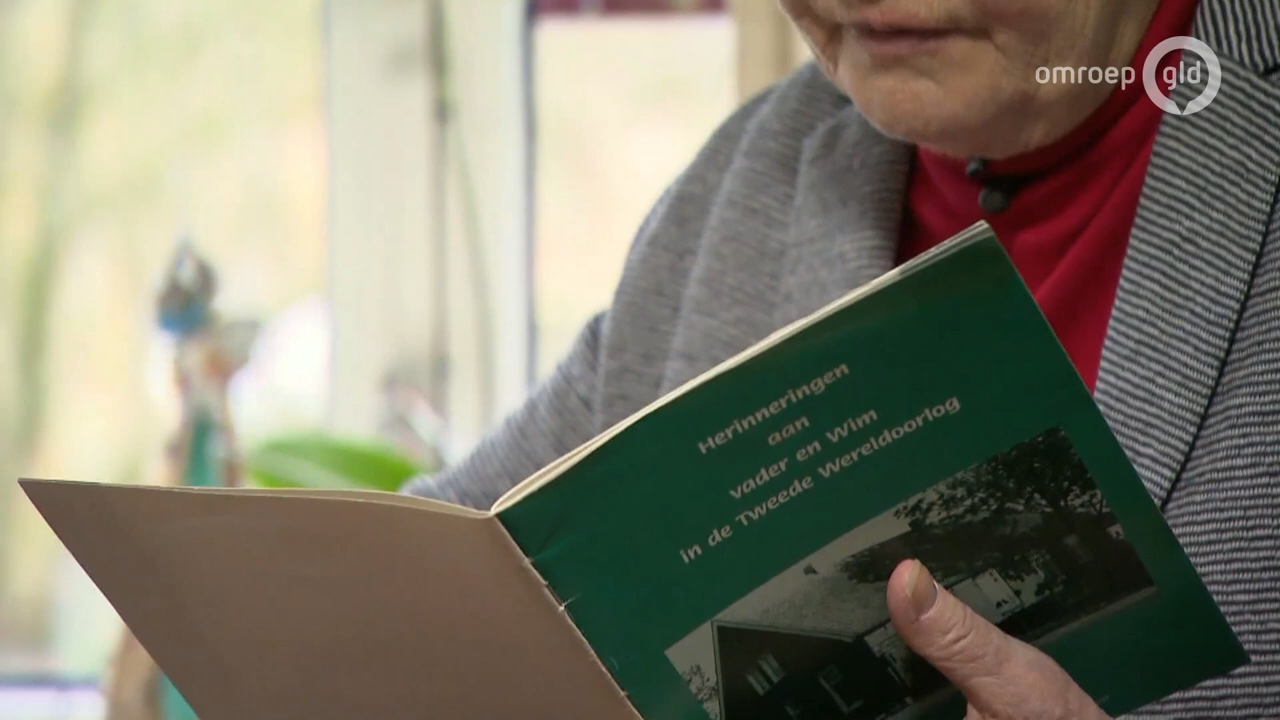 omroep gld
Herinneringen
aan
vader en Wim
in de Tweede Wereldoorlog